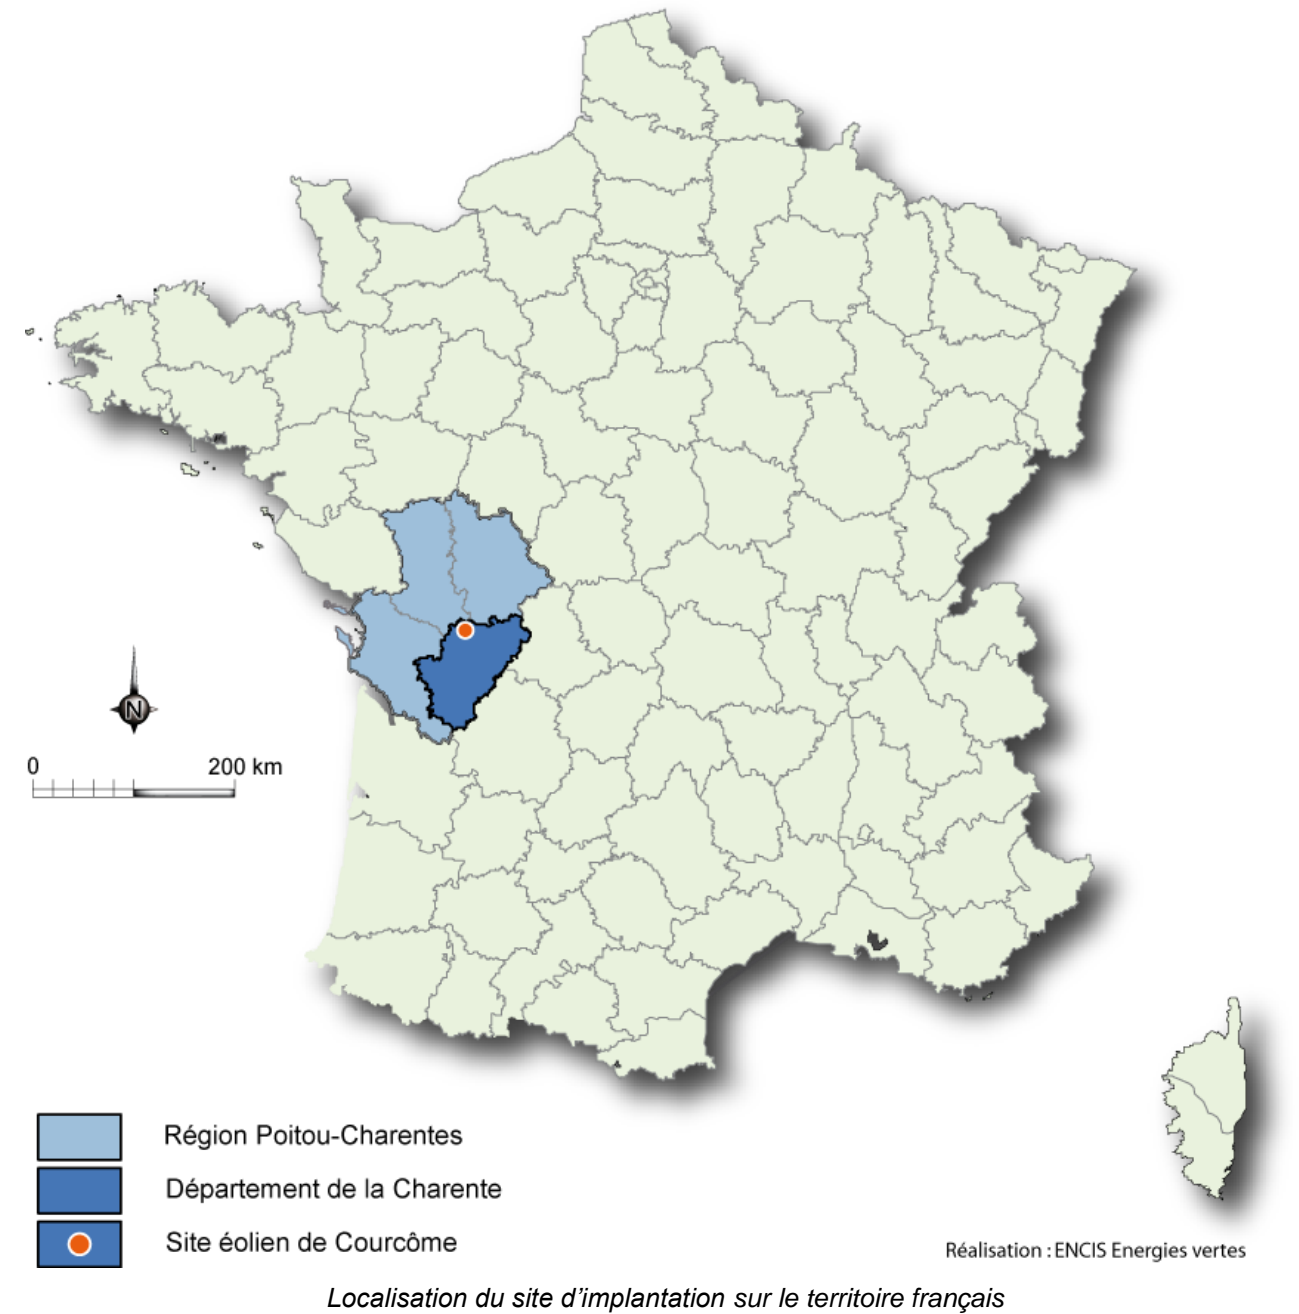 N
0 200 km
Région Poitou-Charentes
Département de la Charente
Site éolien de Courcôme
Réalisation : ENCIS Energies vertes
Localisation du site d'implantation sur le territoire français